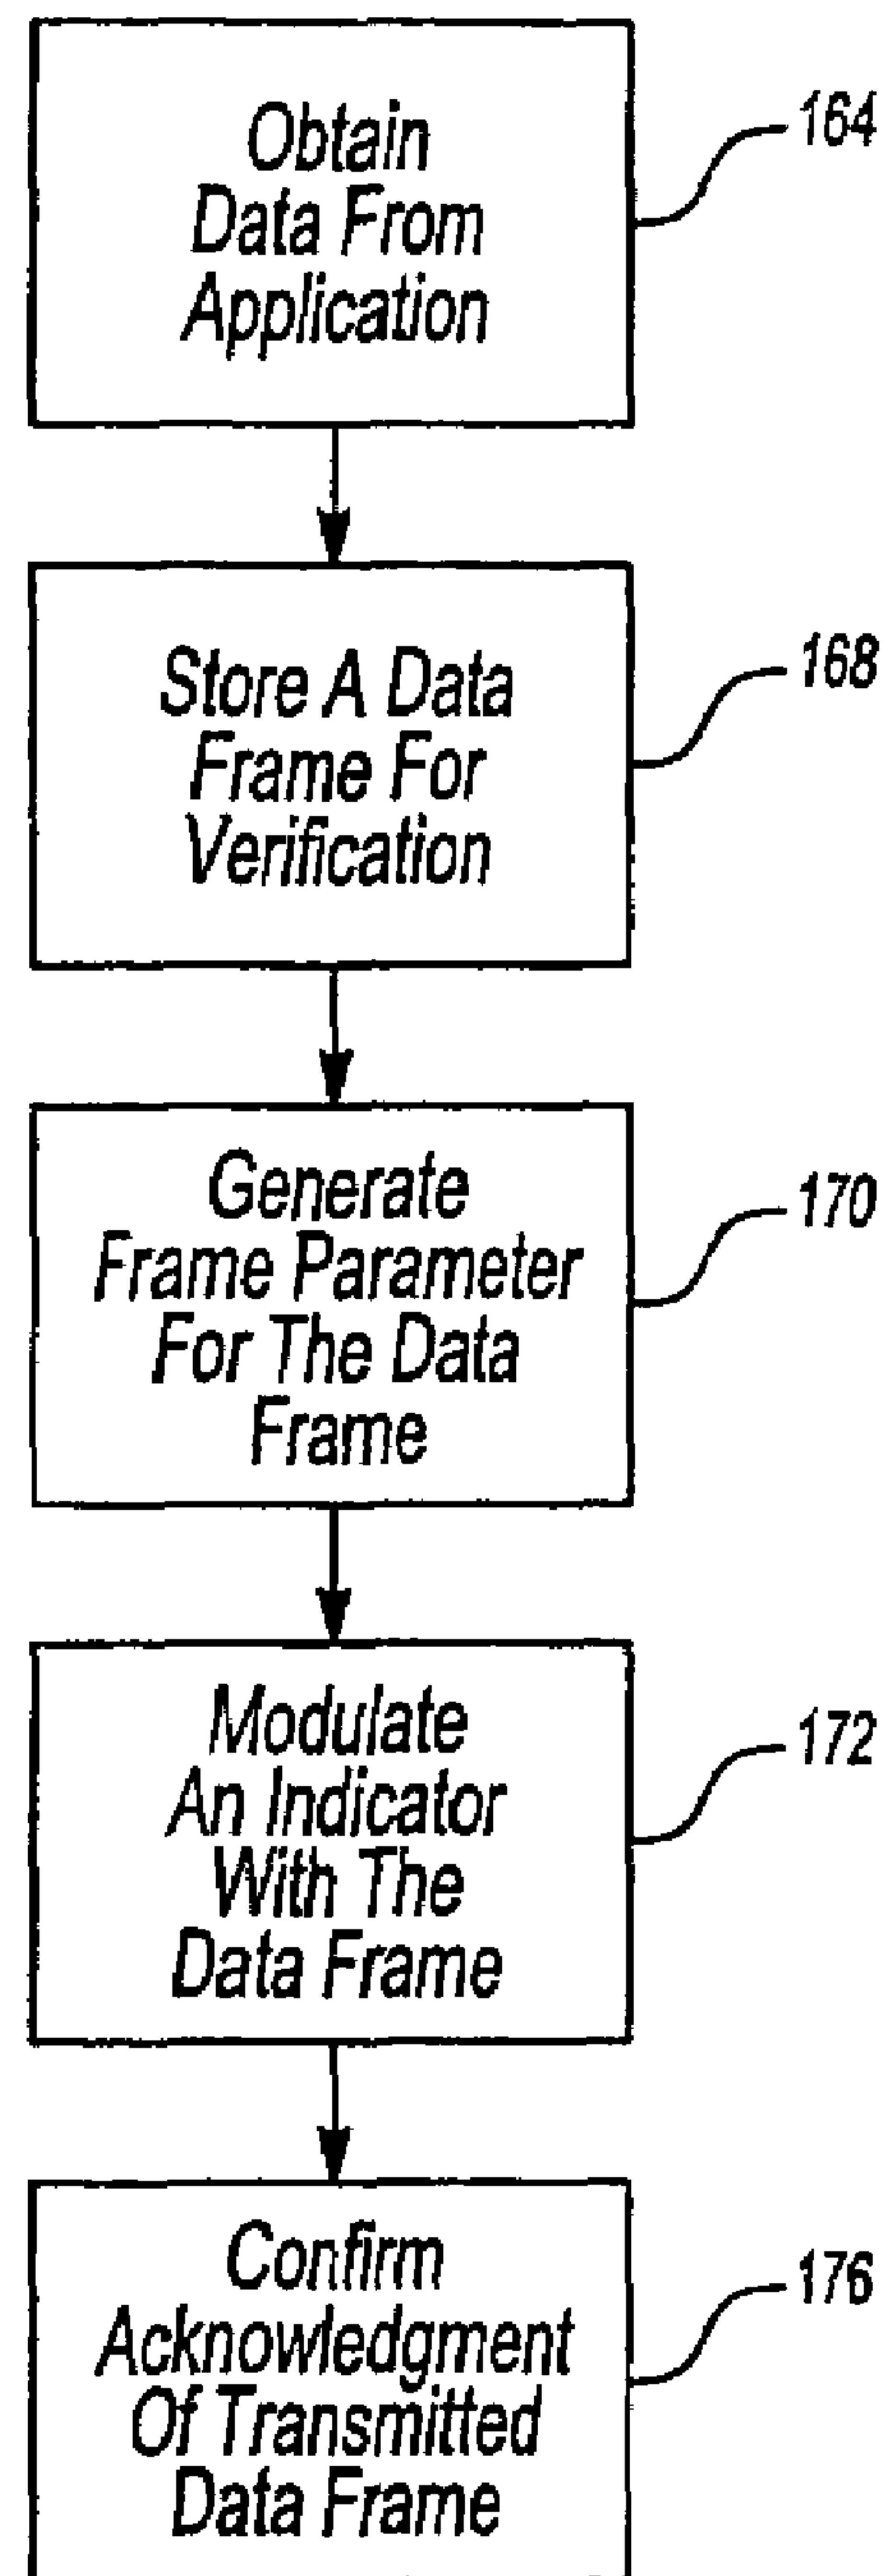 Obtain
Data From
Application
164
Store A Data
Frame For
Verification
168
Generate
Frame Parameter
For The Data
Frame
170
Modulate
An Indicator
With The
Data Frame
172
Confirm
Acknowledgment
Of Transmitted
Data Frame
176